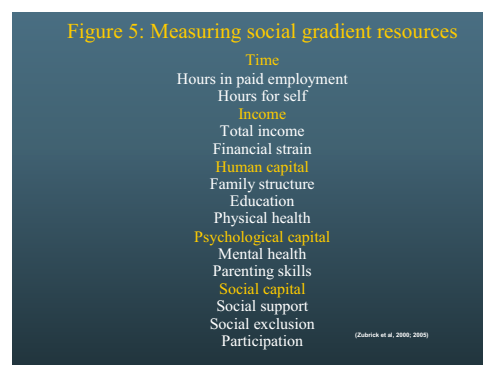 Figure 5: Measuring social gradient resources
Time
Hours in paid employment
Hours for self
Income
Total income
Financial strain
Human capital
Family structure
Education
Physical health
Psychological capital
Mental health
Parenting skills
Social capital
Social support
Social exclusion
Participation
(Zubrick et al, 2000; 2005)